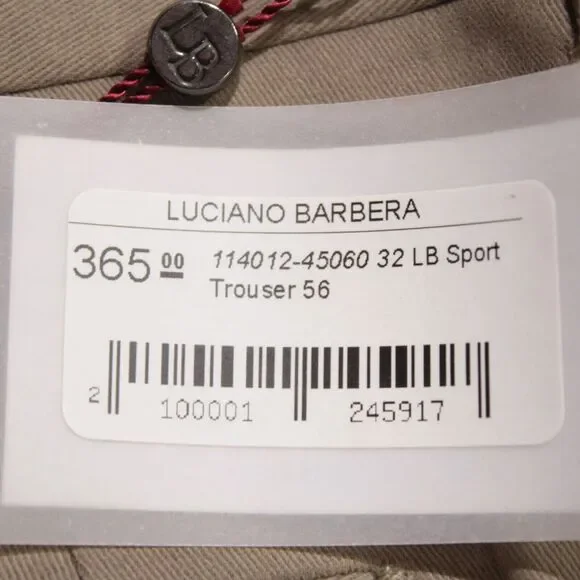 LB
LUCIANO BARBERA
365 00 114012-45060 32 LB Sport
Trouser 56
2 100001 245917